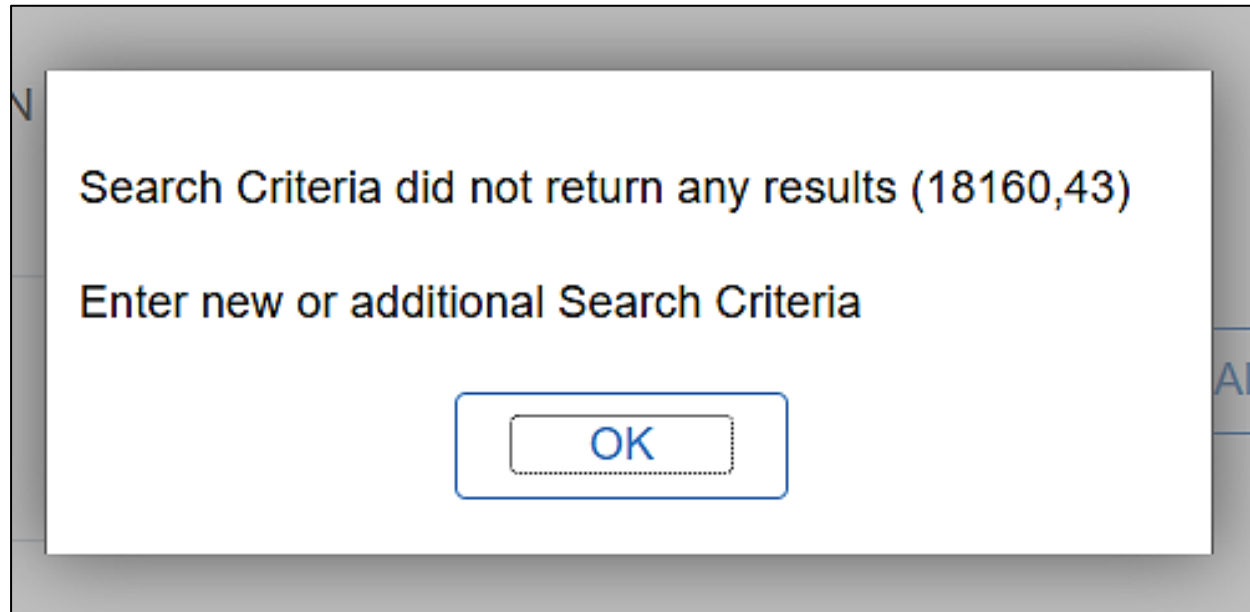 N
Search Criteria did not return any results (18160,43)
Enter new or additional Search Criteria
OK